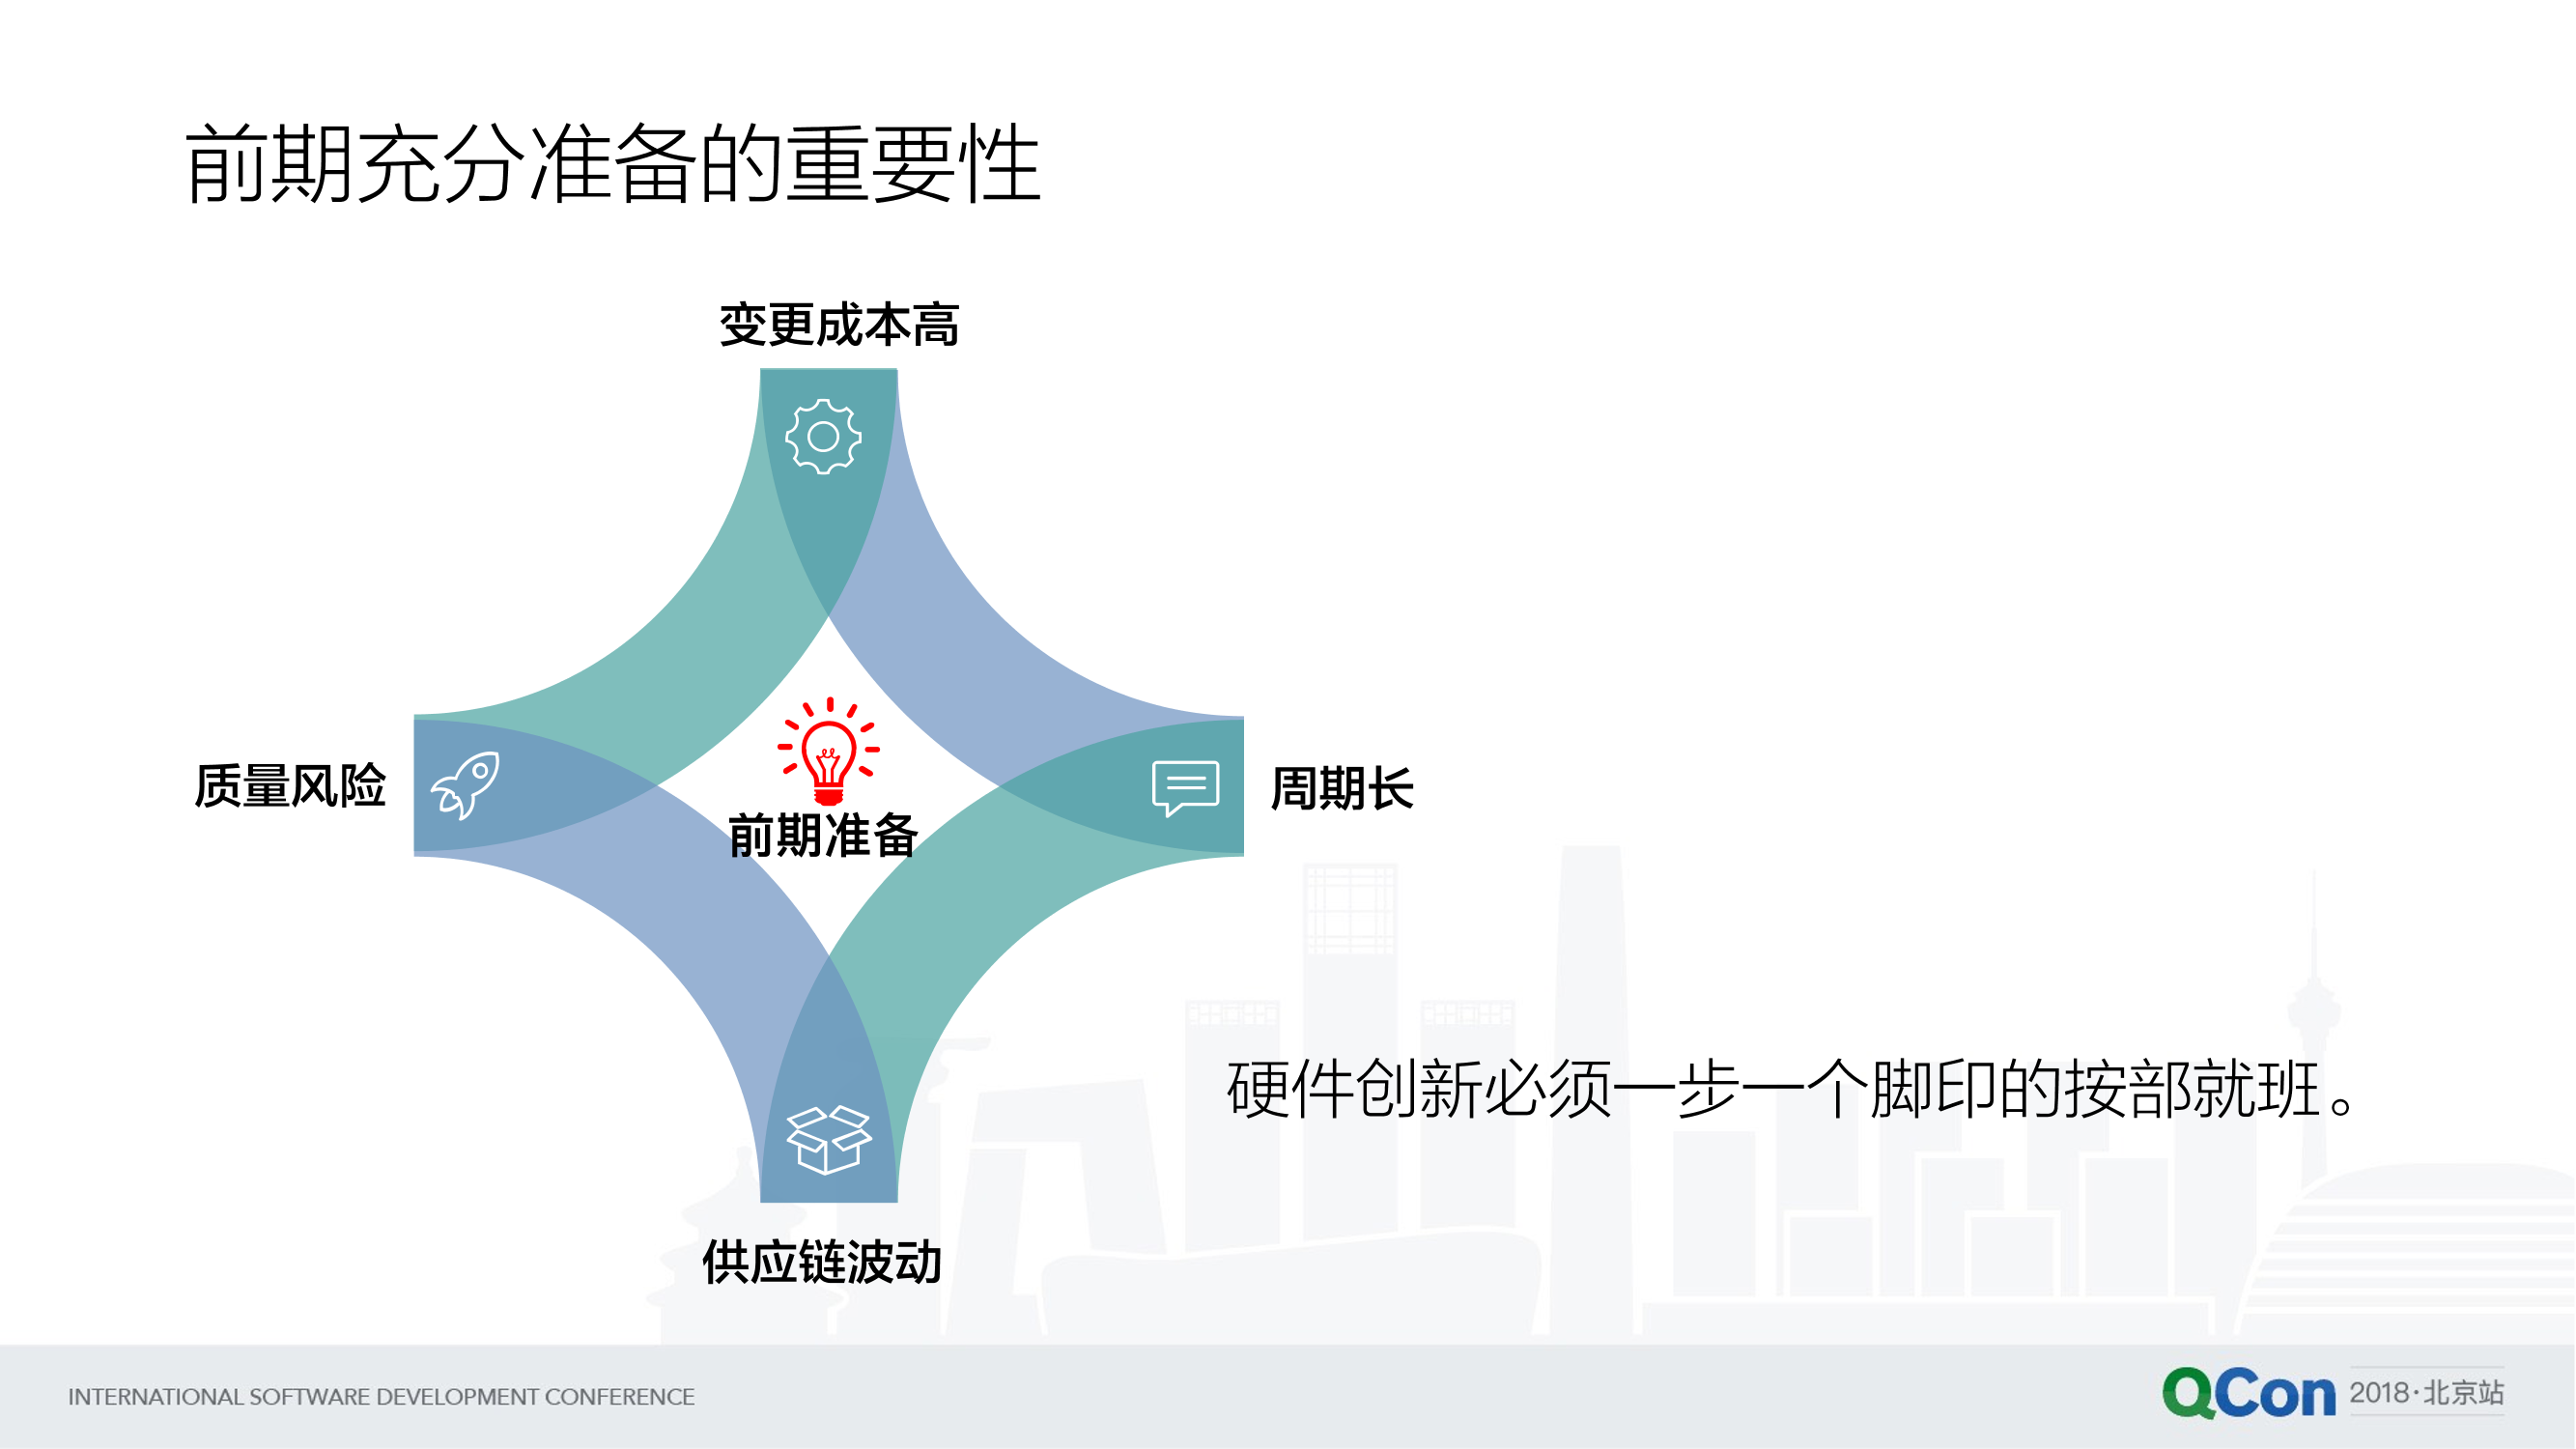 前期充分准备的重要性
变更成本高
质量风险
前期准备
周期长
硬件创新必须一步一个脚印的按部就班。
供应链波动
INTERNATIONAL SOFTWARE DEVELOPMENT CONFERENCE
QCon 2018·北京站